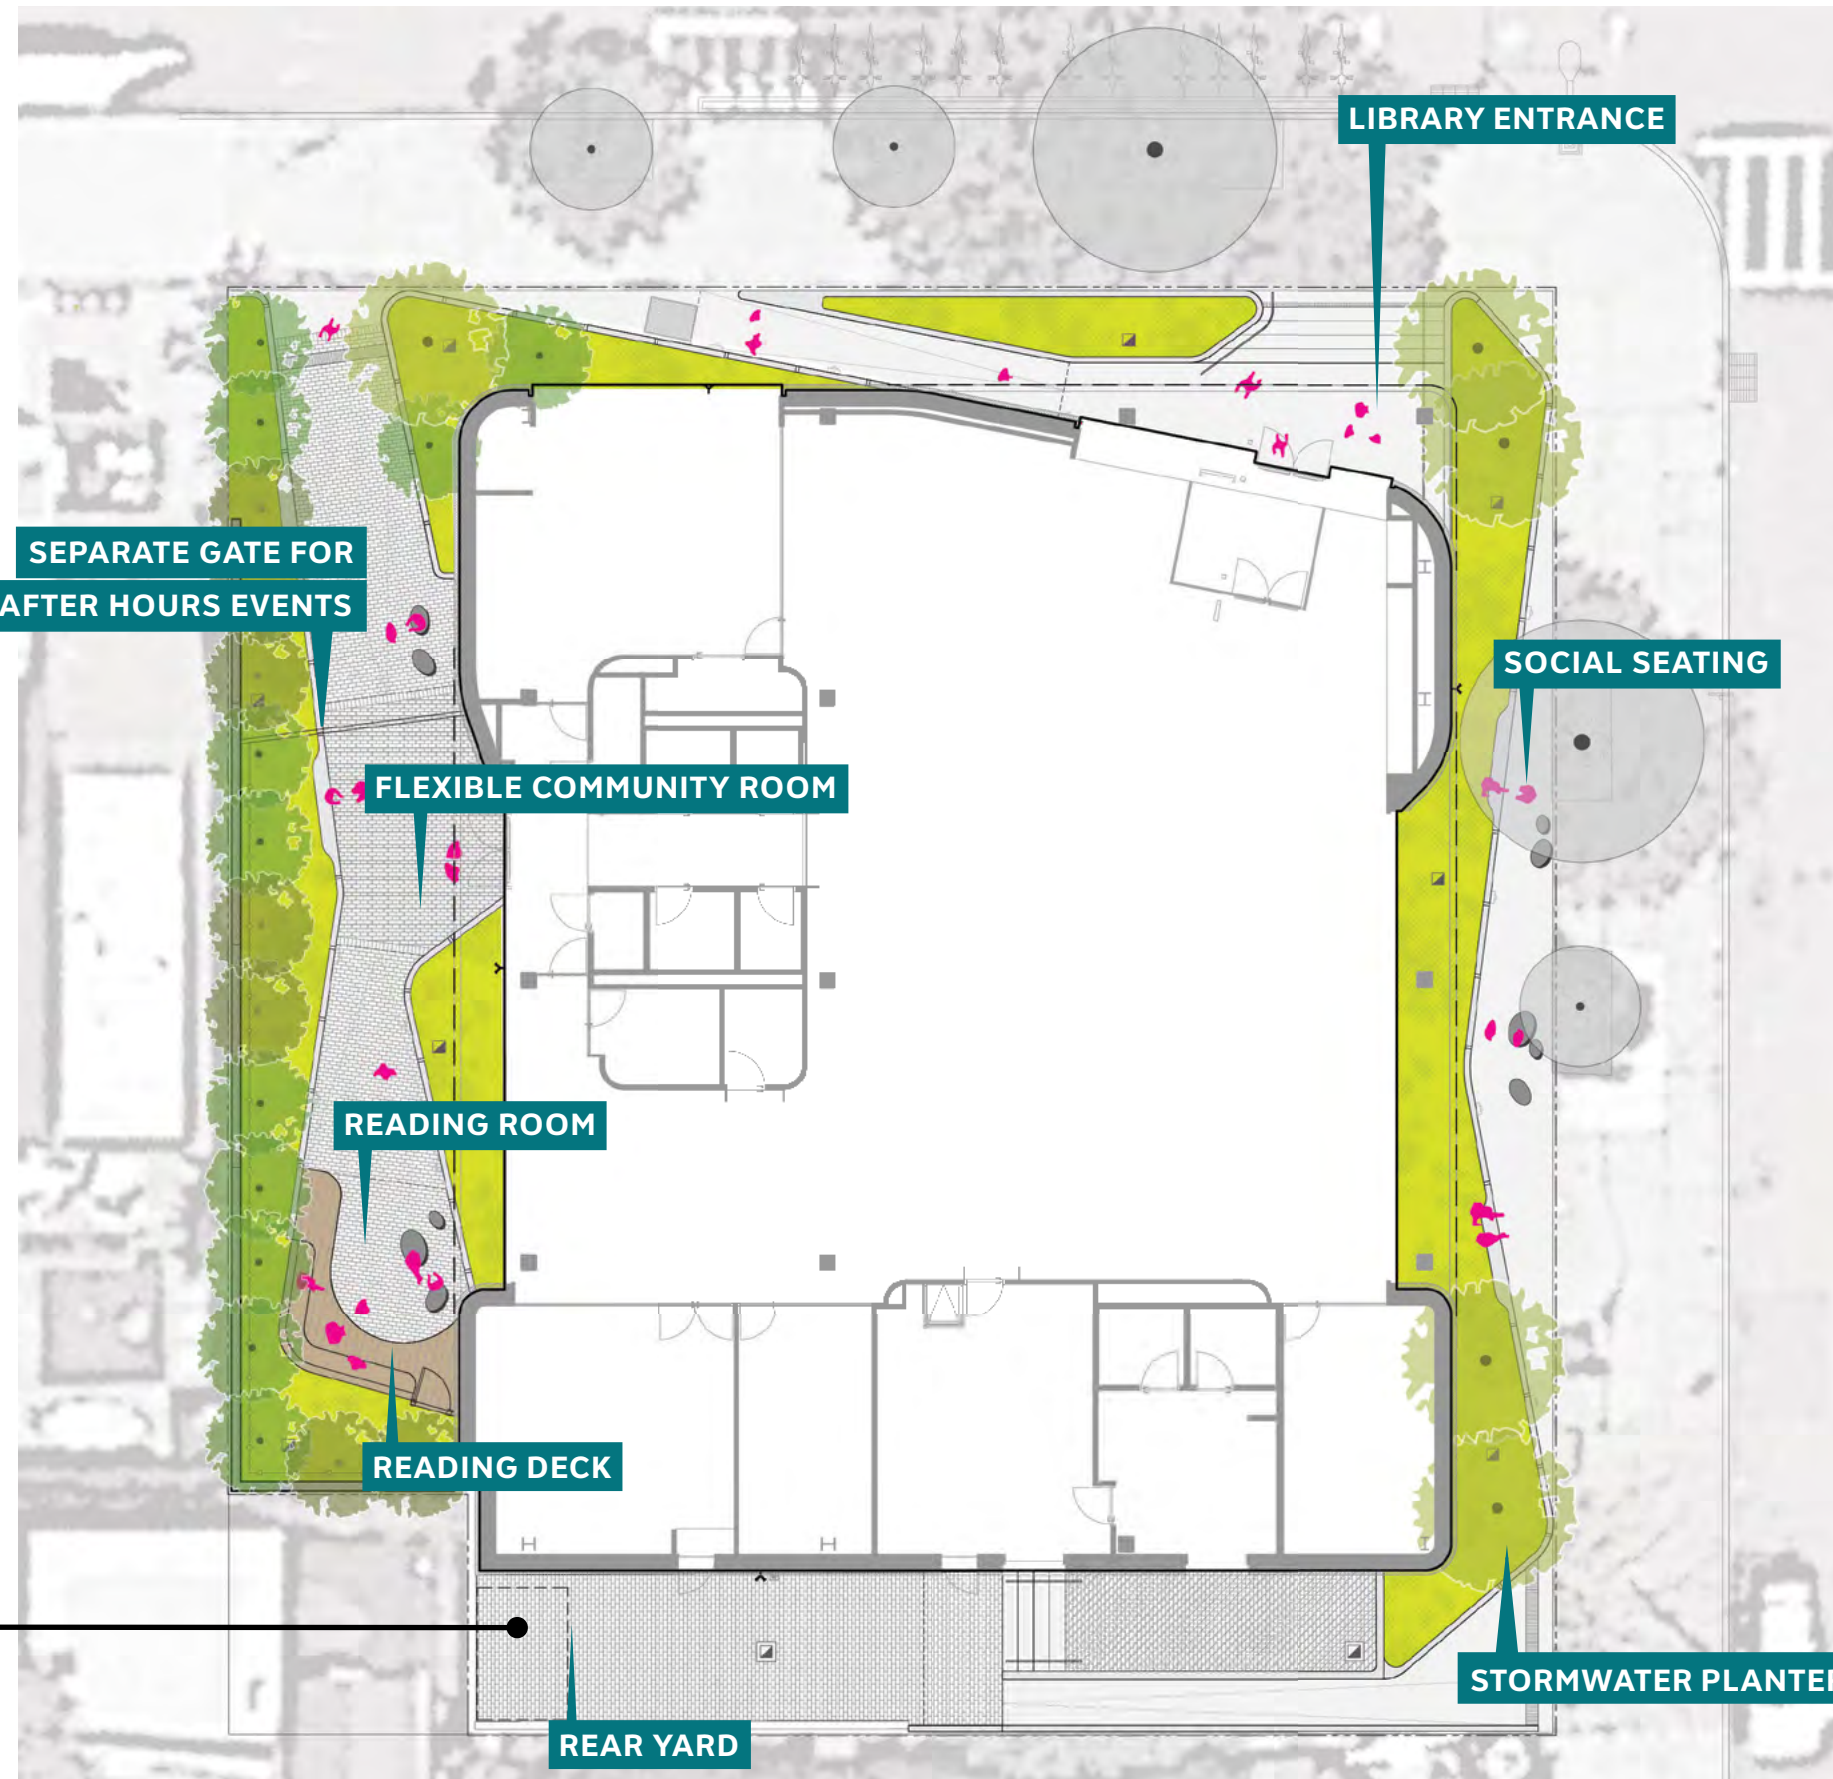 LIBRARY ENTRANCE
SEPARATE GATE FOR
AFTER HOURS EVENTS
SOCIAL SEATING
FLEXIBLE COMMUNITY ROOM
READING ROOM
READING DECK
STORMWATER PLANTER
REAR YARD